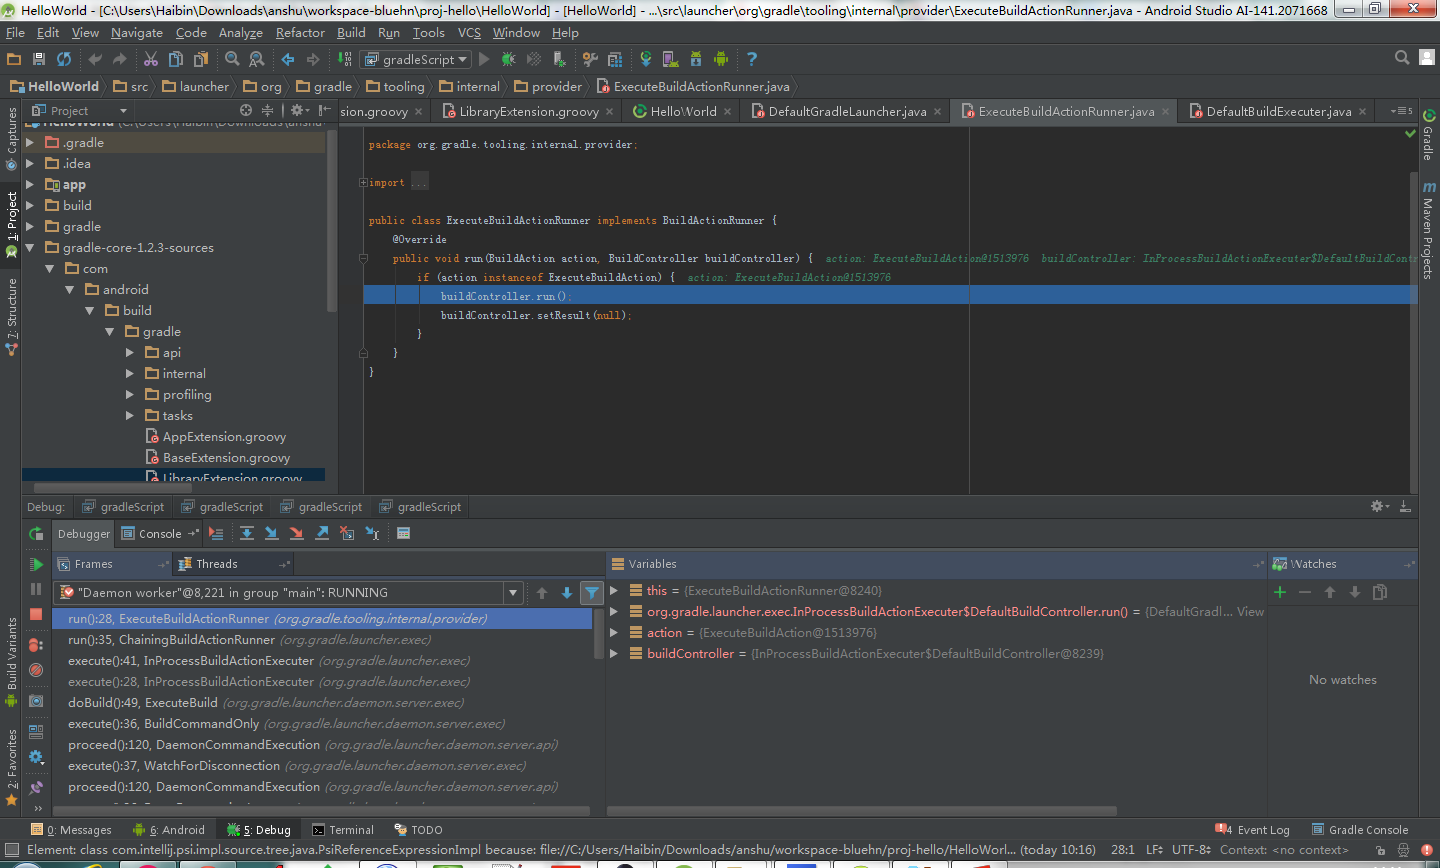 HelloWorld - [C:\Users\Haibin\Downloads\anshu\workspace-bluehn\proj-hello\HelloWorld] - [HelloWorld] - ...\src\launcher\org\gradle\tooling\internal\provider\ExecuteBuildActionRunner.java - Android Studio AI-141.2071668
File Edit View Navigate Code Analyze Refactor Build Run Tools VCS Window Help
gradleScript
HelloWorld src launcher org gradle tooling internal provider ExecuteBuildActionRunner.java
Project
sion.groovy LibraryExtension.groovy HelloWorld DefaultGradleLauncher.java ExecuteBuildActionRunner.java DefaultBuildExecuter.java 5
Captures
1: Project
7: Structure
Build Variants
2: Favorites
Gradle
Maven Projects
HelloWorld (C:\Users\Haibin\Downloads\anshu
.gradle
.idea
app
build
gradle
gradle-core-1.2.3-sources
com
android
build
gradle
api
internal
profiling
tasks
AppExtension.groovy
BaseExtension.groovy
LibraryExtension.groovy
package org.gradle.tooling.internal.provider;
import ...
public class ExecuteBuildActionRunner implements BuildActionRunner {
@Override
public void run(BuildAction action, BuildController buildController) { action: ExecuteBuildAction@1513976 buildController: InProcessBuildActionExecuter$DefaultBuildContr
if (action instanceof ExecuteBuildAction) { action: ExecuteBuildAction@1513976
buildController.run();
buildController.setResult(null);
}
}
}
Debug: gradleScript gradleScript gradleScript gradleScript
Debugger Console
Frames Threads
"Daemon worker"@8,221 in group "main": RUNNING
run():28, ExecuteBuildActionRunner (org.gradle.tooling.internal.provider)
run():35, ChainingBuildActionRunner (org.gradle.launcher.exec)
execute():41, InProcessBuildActionExecuter (org.gradle.launcher.exec)
execute():28, InProcessBuildActionExecuter (org.gradle.launcher.exec)
doBuild():49, ExecuteBuild (org.gradle.launcher.daemon.server.exec)
execute():36, BuildCommandOnly (org.gradle.launcher.daemon.server.exec)
proceed():120, DaemonCommandExecution (org.gradle.launcher.daemon.server.api)
execute():37, WatchForDisconnection (org.gradle.launcher.daemon.server.exec)
proceed():120, DaemonCommandExecution (org.gradle.launcher.daemon.server.api)
Variables
this = {ExecuteBuildActionRunner@8240}
org.gradle.launcher.exec.InProcessBuildActionExecuter$DefaultBuildController.run() = {DefaultGradl... View
action = {ExecuteBuildAction@1513976}
buildController = {InProcessBuildActionExecuter$DefaultBuildController@8239}
Watches
No watches
0: Messages 6: Android 5: Debug Terminal TODO 4 Event Log Gradle Console
Element: class com.intellij.psi.impl.source.tree.java.PsiReferenceExpressionImpl because: file://C:/Users/Haibin/Downloads/anshu/workspace-bluehn/proj-hello/HelloWorl... (today 10:16) 28:1 LF UTF-8 Context: <no context>